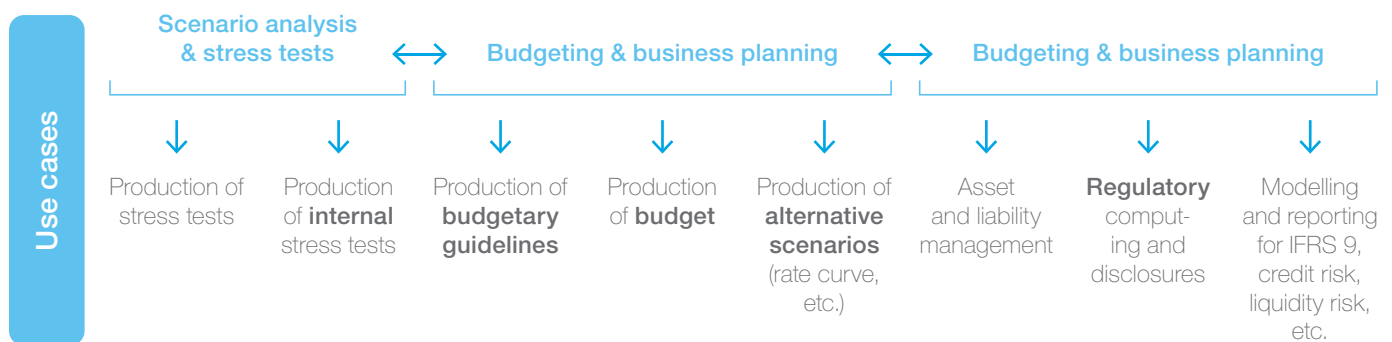 Use cases
Scenario analysis
& stress tests
Budgeting & business planning
Budgeting & business planning
Production of
stress tests
Production
of internal
stress tests
Production of
budgetary
guidelines
Production
of budget
Production of
alternative
scenarios
(rate curve,
etc.)
Asset
and liability
management
Regulatory
comput-
ing and
disclosures
Modelling
and reporting
for IFRS 9,
credit risk,
liquidity risk,
etc.